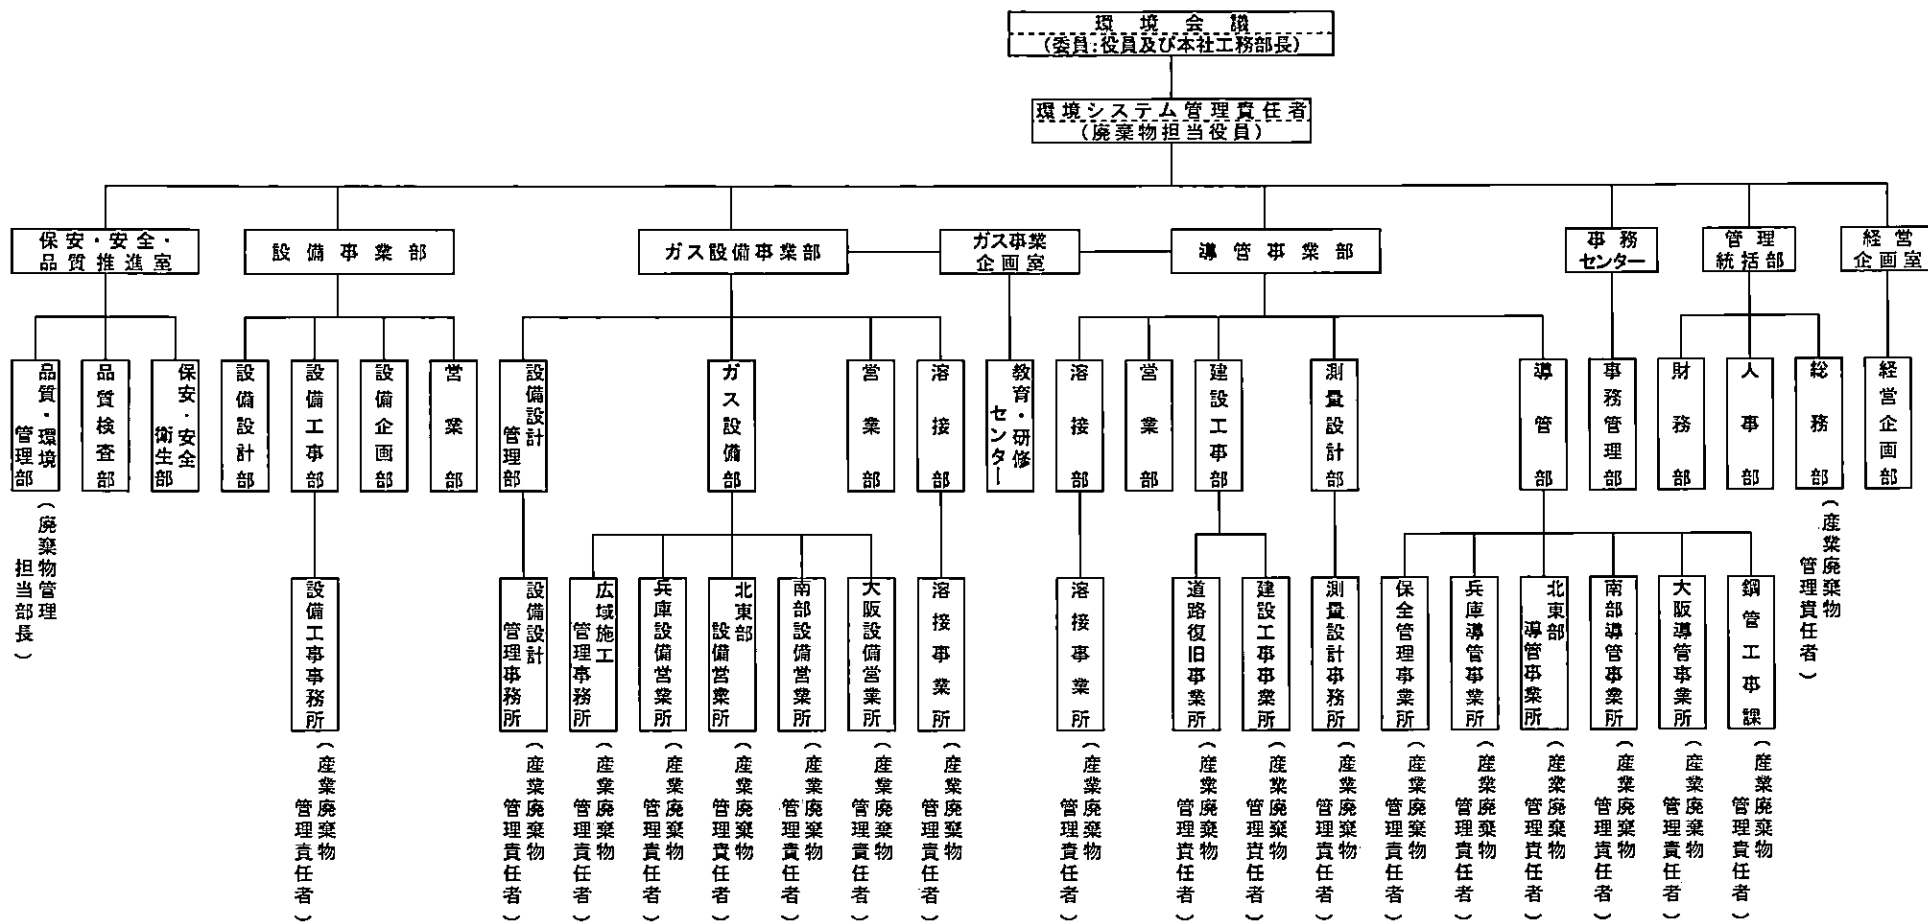 環境会議
(委員:役員及び本社工務部長)
環境システム管理責任者
(廃棄物担当役員)
保安・安全・
品質推進室
設備事業部
ガス設備事業部
ガス事業
企画室
導管事業部
事務
センター
管理
統括部
経営
企画室
品質・環境
管理部
品質検査部
保安・安全
衛生部
設備設計部
設備工事部
設備企画部
営業部
設備設計
管理部
ガス設備部
営業部
溶接部
教育・研修
センター
溶接部
営業部
建設工事部
測量設計部
導管部
事務管理部
財務部
人事部
総務部
経営企画部
(廃棄物管理
担当部長)
(産業廃棄物
管理責任者)
設備工事事務所
設備設計
管理事務所
広域施工
管理事務所
兵庫設備営業所
北東部
設備営業所
南部設備営業所
大阪設備営業所
溶接事業所
溶接事業所
道路復旧事業所
建設工事事業所
測量設計事務所
保全管理事業所
兵庫導管事業所
北東部
導管事業所
南部導管事業所
大阪導管事業所
鋼管工事課
(産業廃棄物
管理責任者)
(産業廃棄物
管理責任者)
(産業廃棄物
管理責任者)
(産業廃棄物
管理責任者)
(産業廃棄物
管理責任者)
(産業廃棄物
管理責任者)
(産業廃棄物
管理責任者)
(産業廃棄物
管理責任者)
(産業廃棄物
管理責任者)
(産業廃棄物
管理責任者)
(産業廃棄物
管理責任者)
(産業廃棄物
管理責任者)
(産業廃棄物
管理責任者)
(産業廃棄物
管理責任者)
(産業廃棄物
管理責任者)
(産業廃棄物
管理責任者)
(産業廃棄物
管理責任者)
(産業廃棄物
管理責任者)